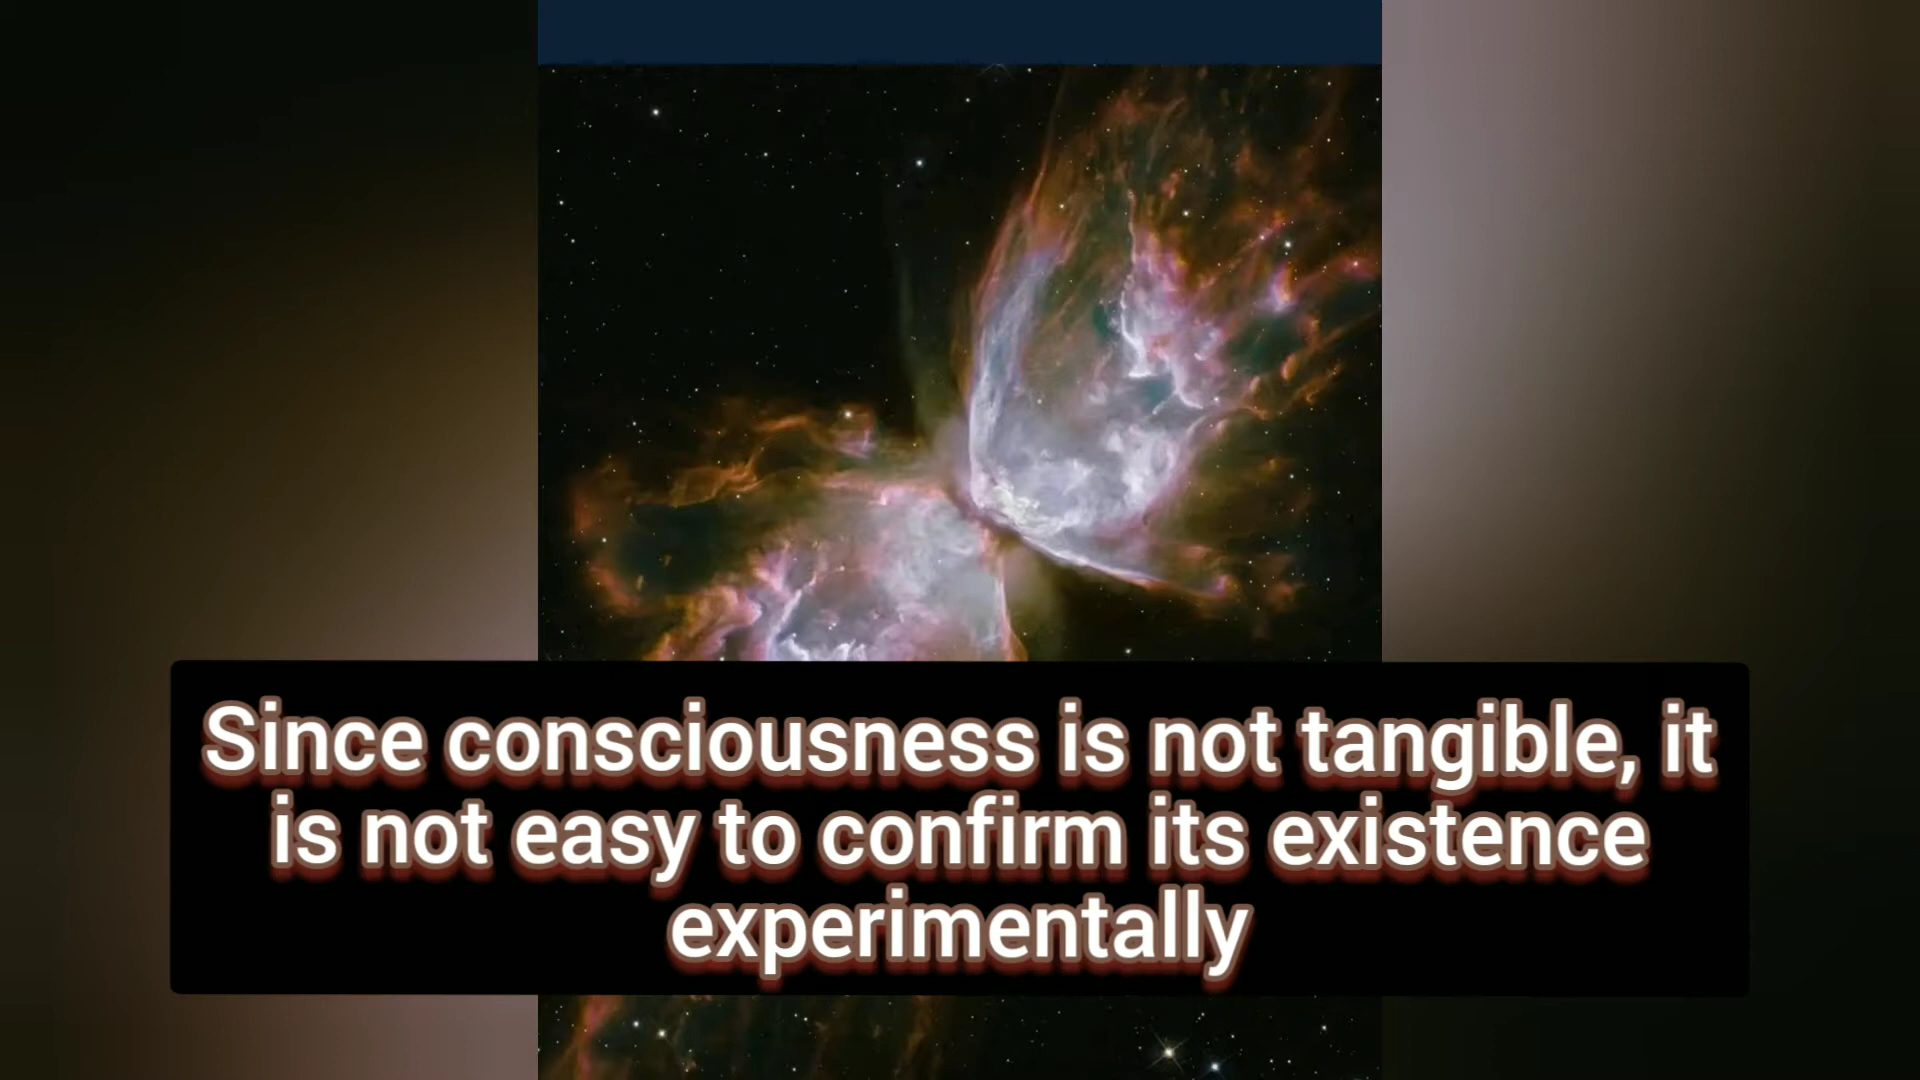 Since consciousness is not tangible, it
is not easy to confirm its existence
experimentally